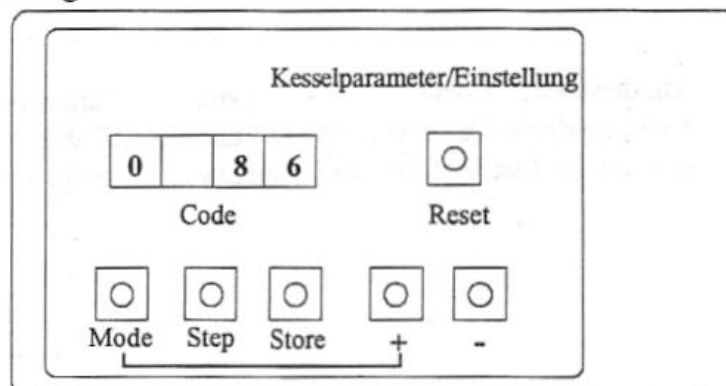 Kesselparameter/Einstellung
0 8 6
Code Reset
Mode Step Store + -